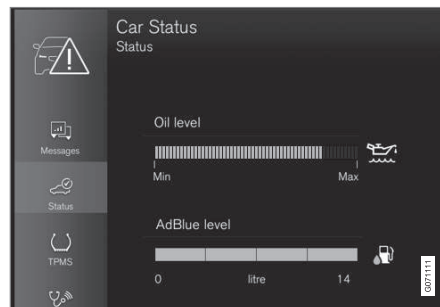 Car Status
Status
Messages
Status
TPMS
Oil level
Min Max
AdBlue level
0 litre 14
G071111